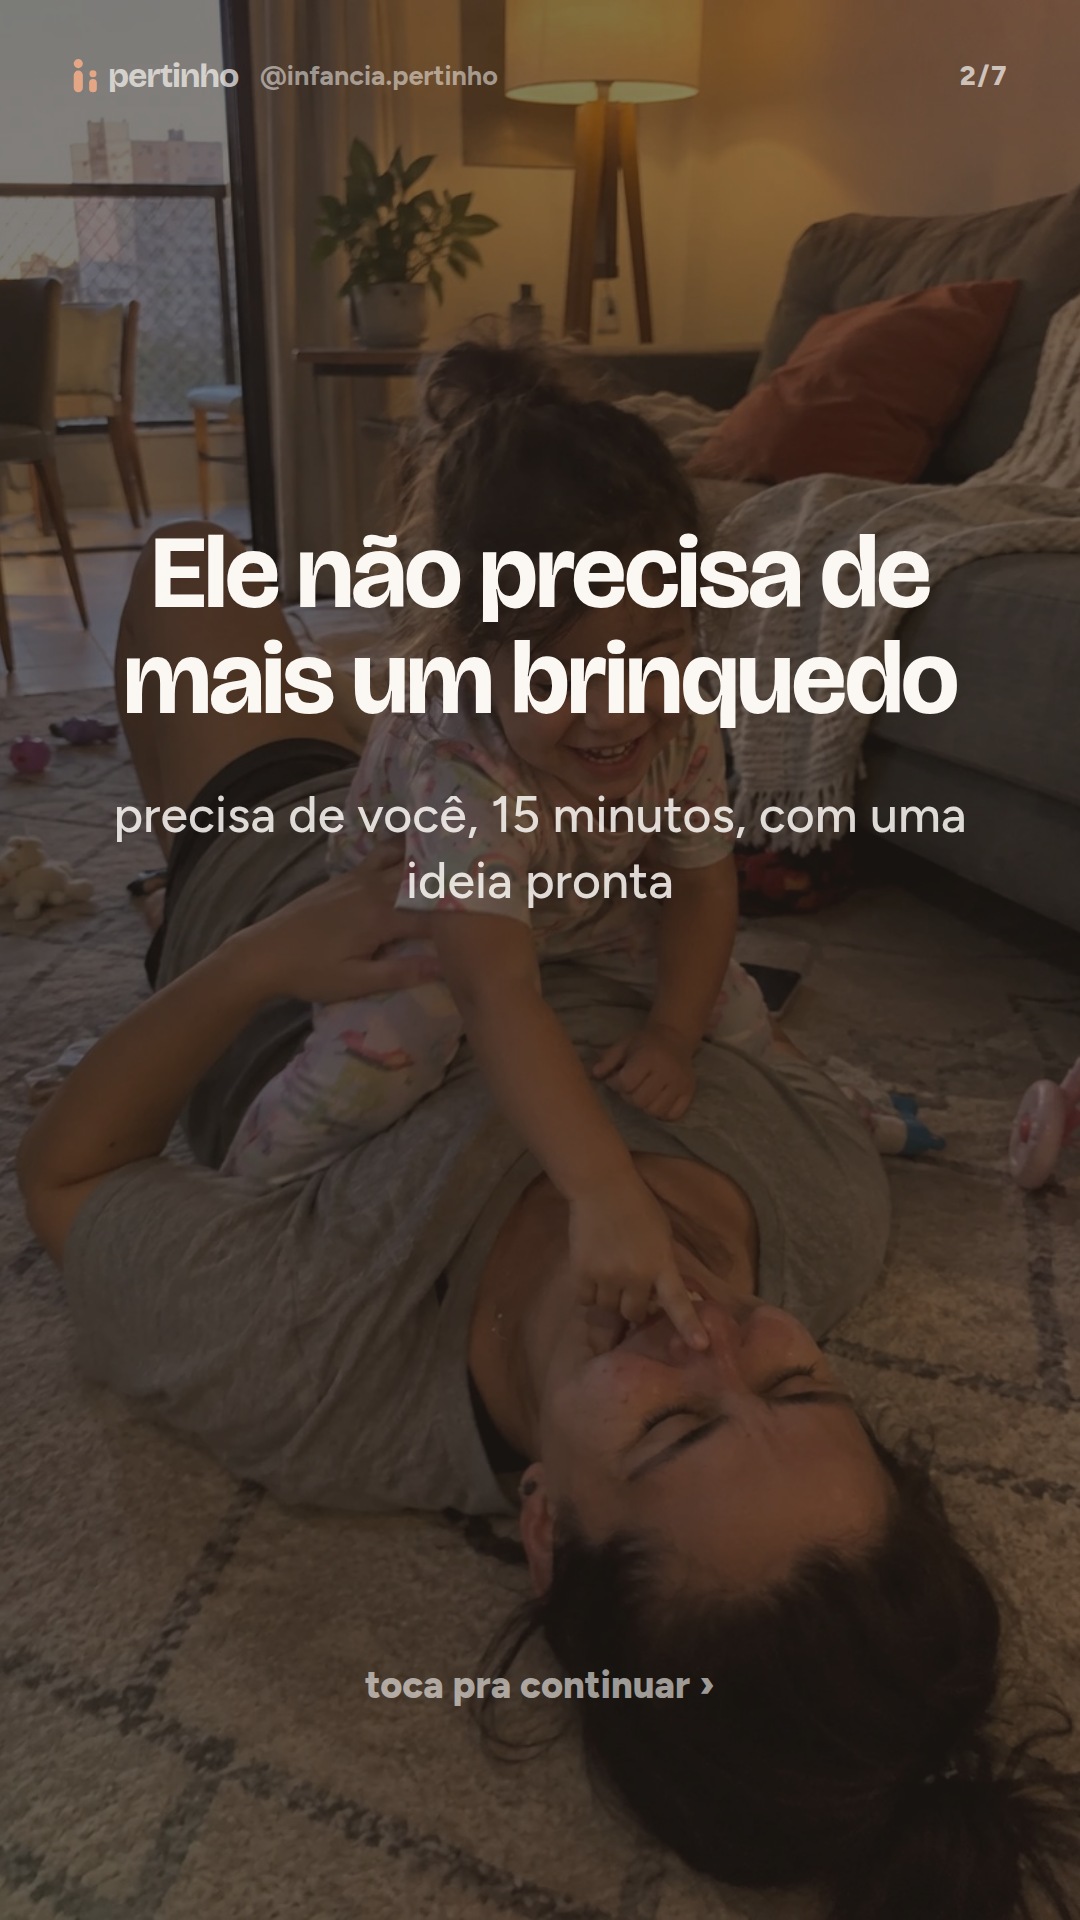 pertinho @infancia.pertinho 2/7
Ele não precisa de
mais um brinquedo
precisa de você, 15 minutos, com uma
ideia pronta
toca pra continuar ›